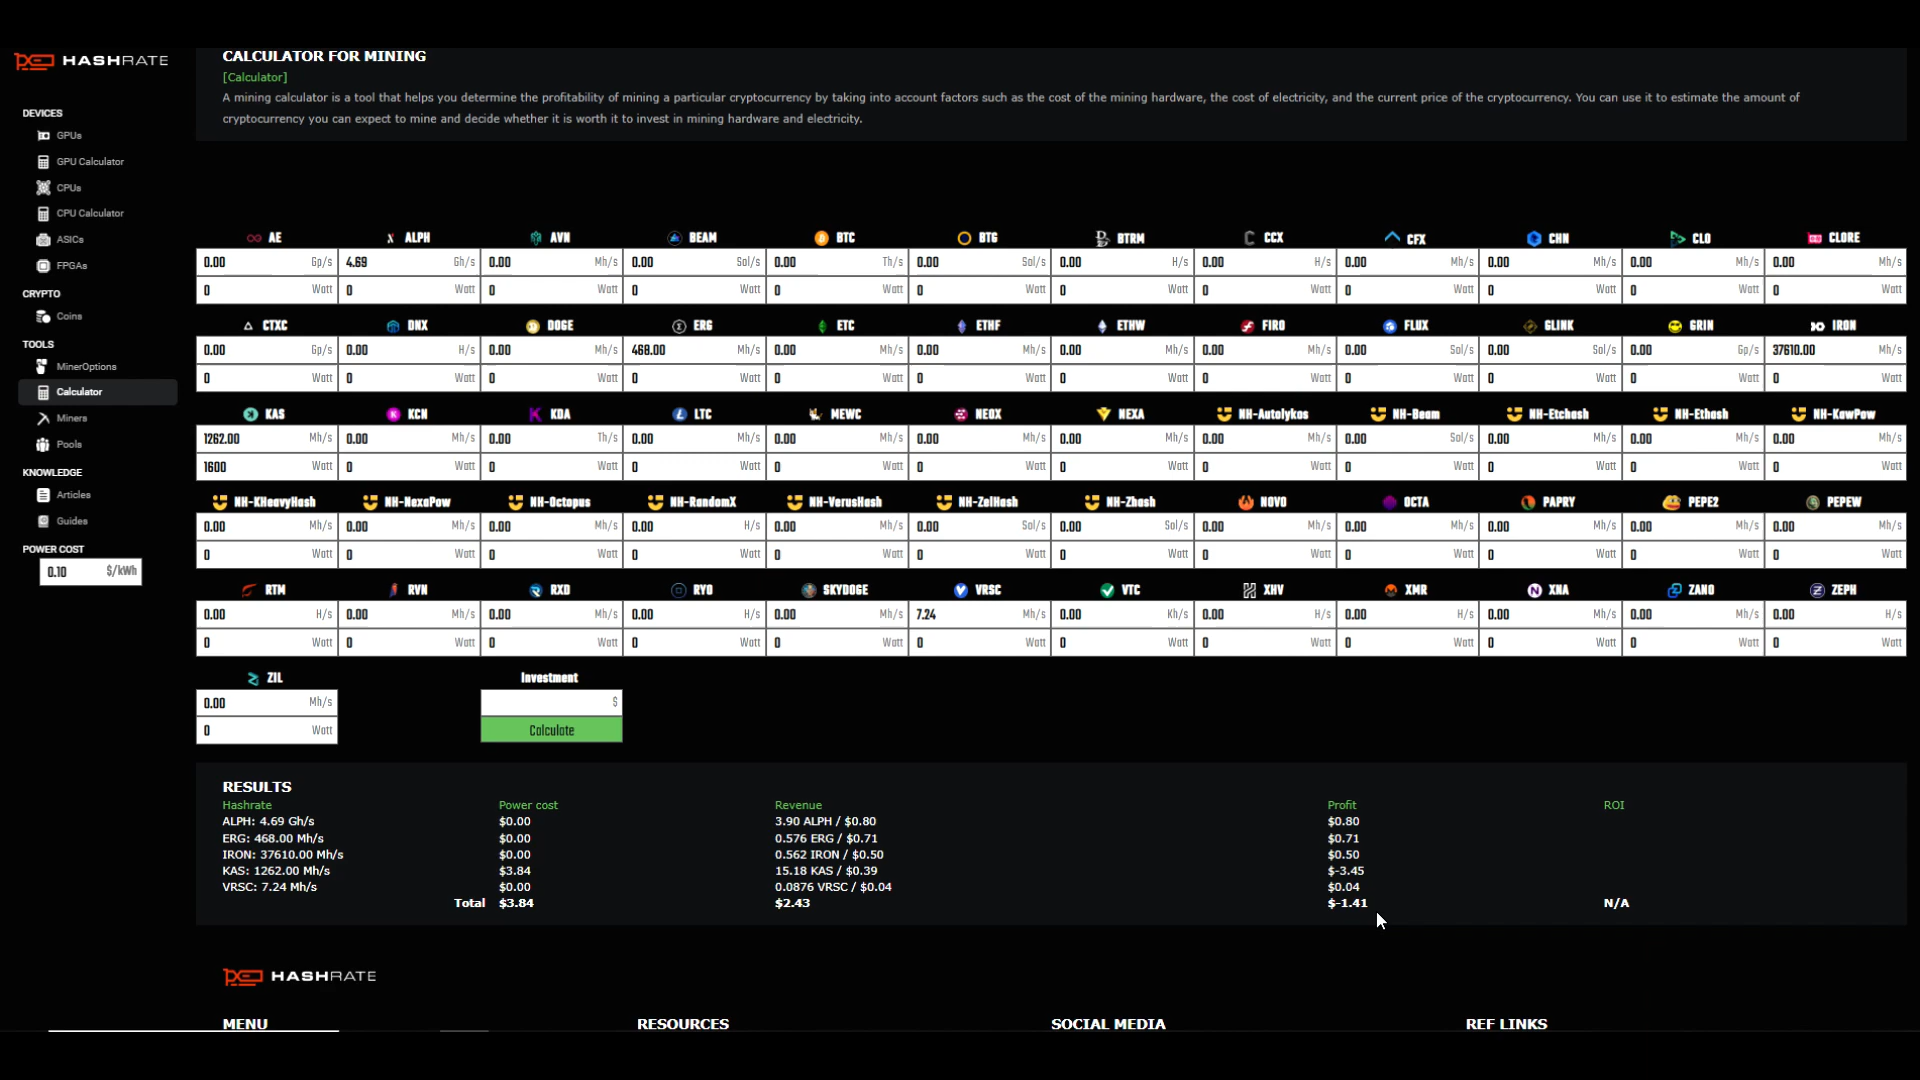 HASHRATE
CALCULATOR FOR MINING
[Calculator]
A mining calculator is a tool that helps you determine the profitability of mining a particular cryptocurrency by taking into account factors such as the cost of the mining hardware, the cost of electricity, and the current price of the cryptocurrency. You can use it to estimate the amount of
cryptocurrency you can expect to mine and decide whether it is worth it to invest in mining hardware and electricity.
DEVICES
GPUs
GPU Calculator
CPUs
CPU Calculator
ASICs
FPGAs
CRYPTO
Coins
TOOLS
MinerOptions
Calculator
Miners
Pools
KNOWLEDGE
Articles
Guides
POWER COST
0.10 $/kWh
AE ALPH AVN BEAM BTC BTG BTRM CCX CFX CHN CLO CLORE
0.00 Gp/s 4.69 Gh/s 0.00 Mh/s 0.00 Sol/s 0.00 Th/s 0.00 Sol/s 0.00 H/s 0.00 H/s 0.00 Mh/s 0.00 Mh/s 0.00 Mh/s 0.00 Mh/s
0 Watt 0 Watt 0 Watt 0 Watt 0 Watt 0 Watt 0 Watt 0 Watt 0 Watt 0 Watt 0 Watt 0 Watt
CTXC DNX DOGE ERG ETC ETHF ETHW FIRO FLUX GLINK GRIN IRON
0.00 Gp/s 0.00 H/s 0.00 Mh/s 468.00 Mh/s 0.00 Mh/s 0.00 Mh/s 0.00 Mh/s 0.00 Mh/s 0.00 Sol/s 0.00 Sol/s 0.00 Gp/s 37610.00 Mh/s
0 Watt 0 Watt 0 Watt 0 Watt 0 Watt 0 Watt 0 Watt 0 Watt 0 Watt 0 Watt 0 Watt 0 Watt
KAS KCN KDA LTC MEWC NEOX NEXA NH-Autolykos NH-Beam NH-Etchash NH-Ethash NH-KawPow
1262.00 Mh/s 0.00 Mh/s 0.00 Th/s 0.00 Mh/s 0.00 Mh/s 0.00 Mh/s 0.00 Mh/s 0.00 Mh/s 0.00 Sol/s 0.00 Mh/s 0.00 Mh/s 0.00 Mh/s
1600 Watt 0 Watt 0 Watt 0 Watt 0 Watt 0 Watt 0 Watt 0 Watt 0 Watt 0 Watt 0 Watt 0 Watt
NH-KHeavyHash NH-NexaPow NH-Octopus NH-RandomX NH-VerusHash NH-ZelHash NH-Zhash NOVO OCTA PAPRY PEPE2 PEPEW
0.00 Mh/s 0.00 Mh/s 0.00 Mh/s 0.00 H/s 0.00 Mh/s 0.00 Sol/s 0.00 Sol/s 0.00 Mh/s 0.00 Mh/s 0.00 Mh/s 0.00 Mh/s 0.00 Mh/s
0 Watt 0 Watt 0 Watt 0 Watt 0 Watt 0 Watt 0 Watt 0 Watt 0 Watt 0 Watt 0 Watt 0 Watt
RTM RVN RXD RYO SKYDOGE VRSC VTC XHV XMR XNA ZANO ZEPH
0.00 H/s 0.00 Mh/s 0.00 Mh/s 0.00 H/s 0.00 Mh/s 7.24 Mh/s 0.00 Kh/s 0.00 H/s 0.00 H/s 0.00 Mh/s 0.00 Mh/s 0.00 H/s
0 Watt 0 Watt 0 Watt 0 Watt 0 Watt 0 Watt 0 Watt 0 Watt 0 Watt 0 Watt 0 Watt 0 Watt
ZIL Investment
0.00 Mh/s $
0 Watt Calculate
RESULTS
Hashrate Power cost Revenue Profit ROI
ALPH: 4.69 Gh/s $0.00 3.90 ALPH / $0.80 $0.80
ERG: 468.00 Mh/s $0.00 0.576 ERG / $0.71 $0.71
IRON: 37610.00 Mh/s $0.00 0.562 IRON / $0.50 $0.50
KAS: 1262.00 Mh/s $3.84 15.18 KAS / $0.39 $-3.45
VRSC: 7.24 Mh/s $0.00 0.0876 VRSC / $0.04 $0.04
Total $3.84 $2.43 $-1.41 N/A
HASHRATE
MENU RESOURCES SOCIAL MEDIA REF LINKS